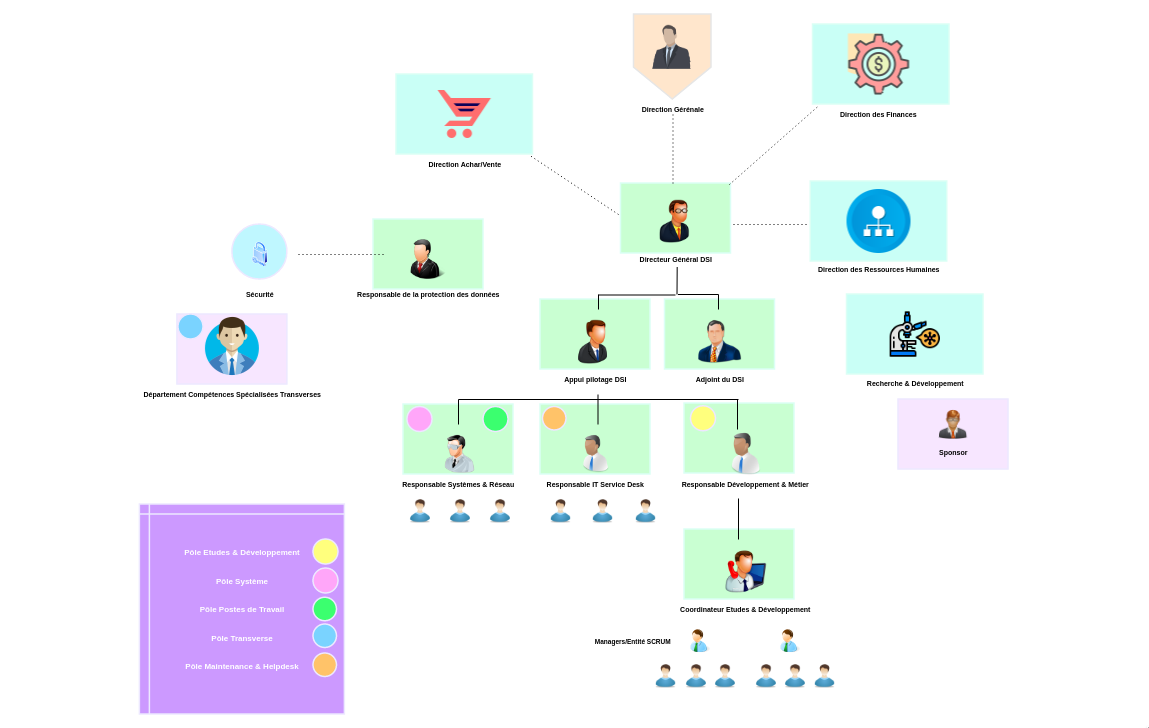 Direction Gérénale
Direction des Finances
Direction Achar/Vente
Directeur Général DSI
Direction des Ressources Humaines
Sécurité
Responsable de la protection des données
Appui pilotage DSI
Adjoint du DSI
Recherche & Développement
Département Compétences Spécialisées Transverses
Sponsor
Responsable Systèmes & Réseau
Responsable IT Service Desk
Responsable Développement & Métier
Pôle Etudes & Développement
Pôle Système
Pôle Postes de Travail
Pôle Transverse
Pôle Maintenance & Helpdesk
Coordinateur Etudes & Développement
Managers/Entité SCRUM